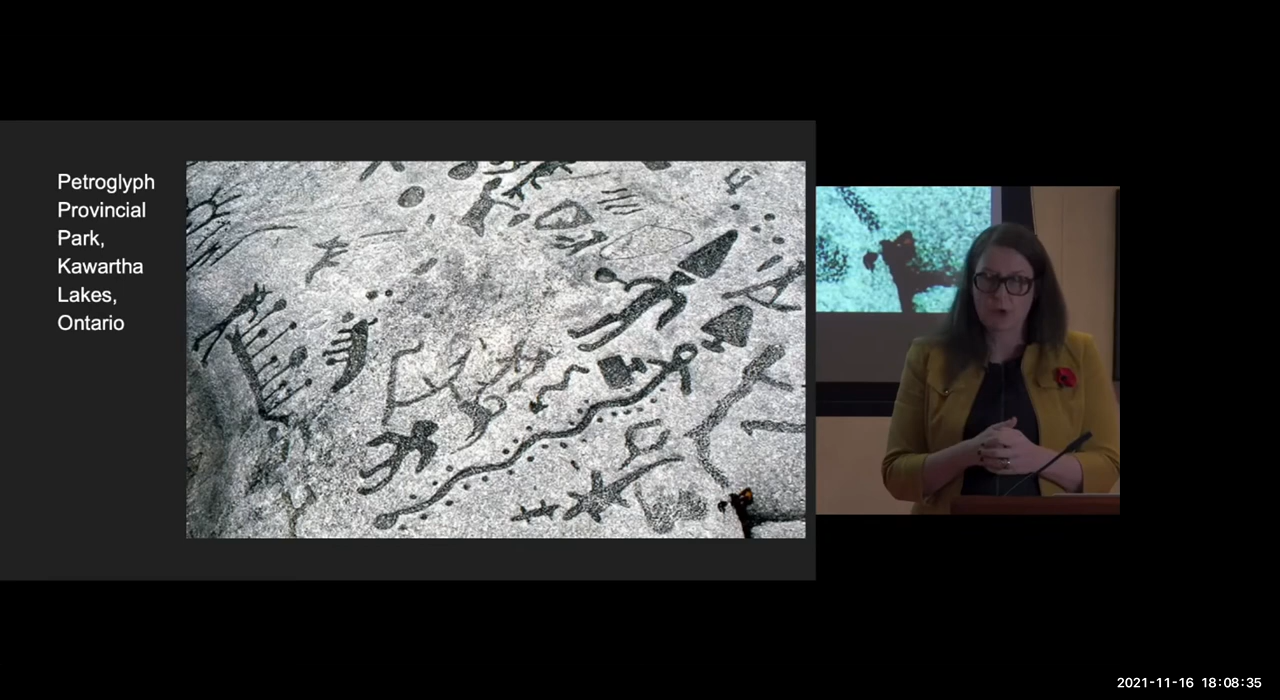 Petroglyph
Provincial
Park,
Kawartha
Lakes,
Ontario
2021-11-16 18:08:35